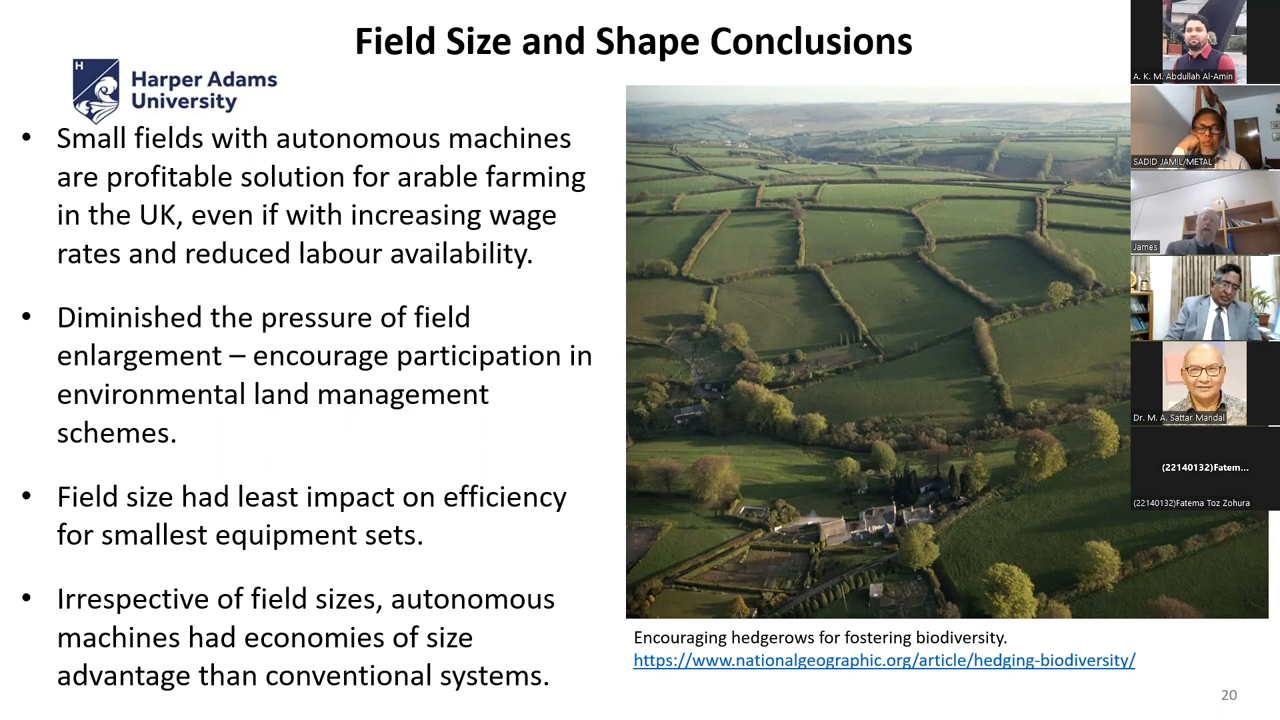 Field Size and Shape Conclusions
H
Harper Adams
University
• Small fields with autonomous machines
are profitable solution for arable farming
in the UK, even if with increasing wage
rates and reduced labour availability.
• Diminished the pressure of field
enlargement – encourage participation in
environmental land management
schemes.
• Field size had least impact on efficiency
for smallest equipment sets.
• Irrespective of field sizes, autonomous
machines had economies of size
advantage than conventional systems.
Encouraging hedgerows for fostering biodiversity.
https://www.nationalgeographic.org/article/hedging-biodiversity/
20
A. K. M. Abdullah Al-Amin
SADID JAMIL/METAL
James
Dr. M. A. Sattar Mandal
(22140132)Fatem...
(22140132)Fatema Toz Zohura